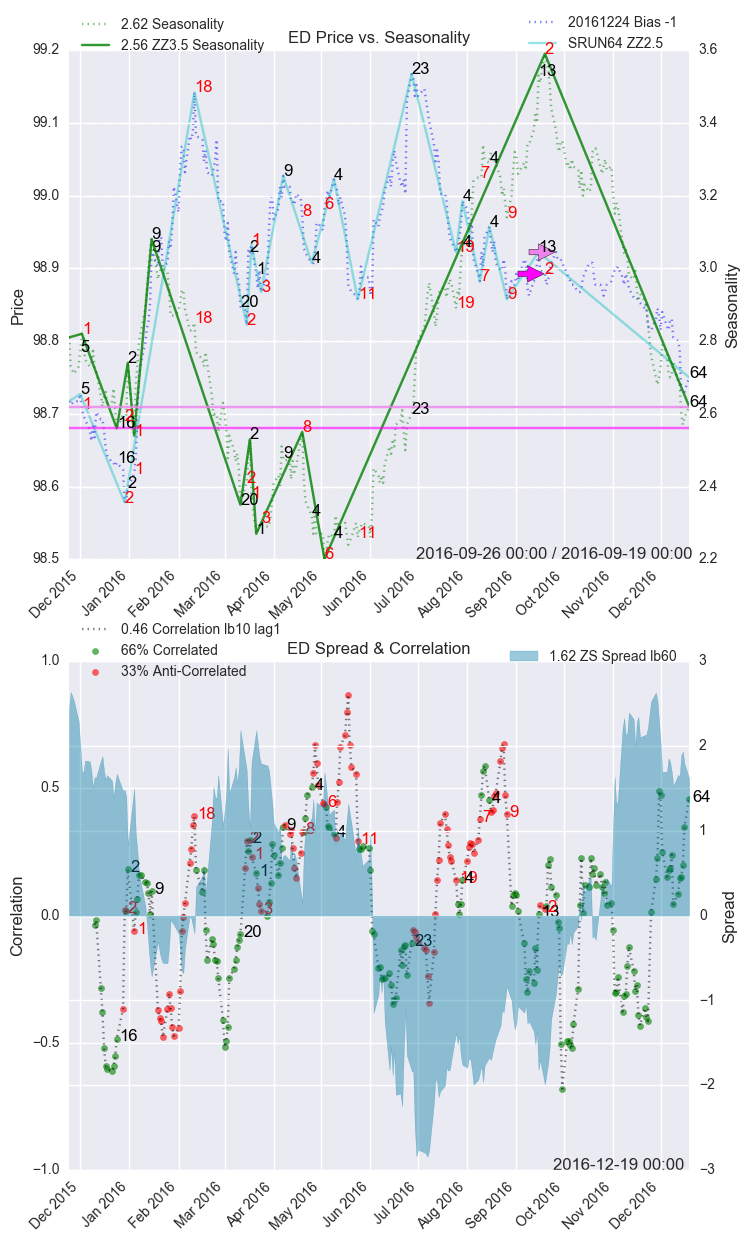 2.62 Seasonality
2.56 ZZ3.5 Seasonality
ED Price vs. Seasonality
20161224 Bias -1
SRUN64 ZZ2.5
99.2
99.1
99.0
98.9
98.8
98.7
98.6
98.5
Price
3.6
3.4
3.2
3.0
2.8
2.6
2.4
2.2
Seasonality
2016-09-26 00:00 / 2016-09-19 00:00
Dec 2015
Jan 2016
Feb 2016
Mar 2016
Apr 2016
May 2016
Jun 2016
Jul 2016
Aug 2016
Sep 2016
Oct 2016
Nov 2016
Dec 2016
0.46 Correlation lb10 lag1
66% Correlated
33% Anti-Correlated
ED Spread & Correlation
1.62 ZS Spread lb60
1.0
0.5
0.0
−0.5
−1.0
Correlation
3
2
1
0
−1
−2
−3
Spread
2016-12-19 00:00
Dec 2015
Jan 2016
Feb 2016
Mar 2016
Apr 2016
May 2016
Jun 2016
Jul 2016
Aug 2016
Sep 2016
Oct 2016
Nov 2016
Dec 2016